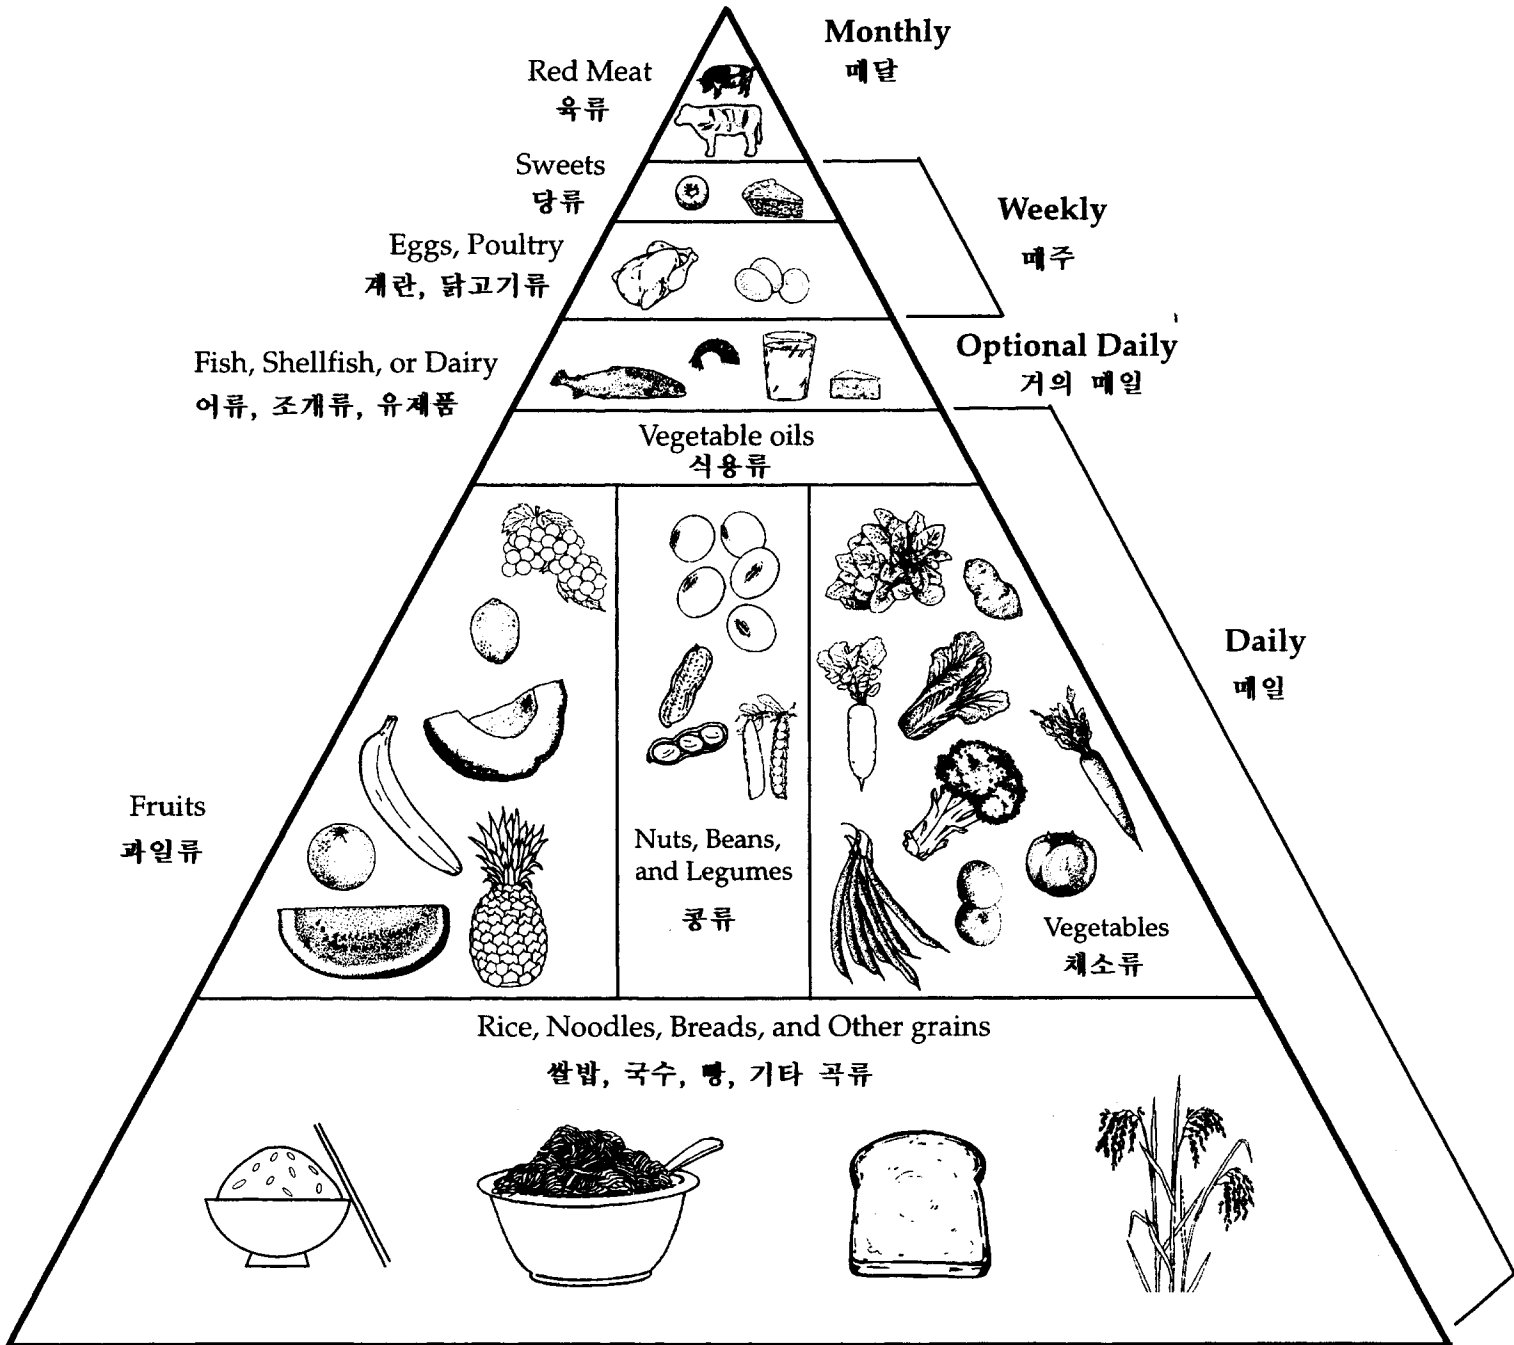 Monthly
매달
Red Meat
육류
Sweets
당류
Weekly
매주
Eggs, Poultry
계란, 닭고기류
Optional Daily
거의 매일
Fish, Shellfish, or Dairy
어류, 조개류, 유제품
Vegetable oils
식용류
Daily
매일
Fruits
과일류
Nuts, Beans,
and Legumes
콩류
Vegetables
채소류
Rice, Noodles, Breads, and Other grains
쌀밥, 국수, 빵, 기타 곡류